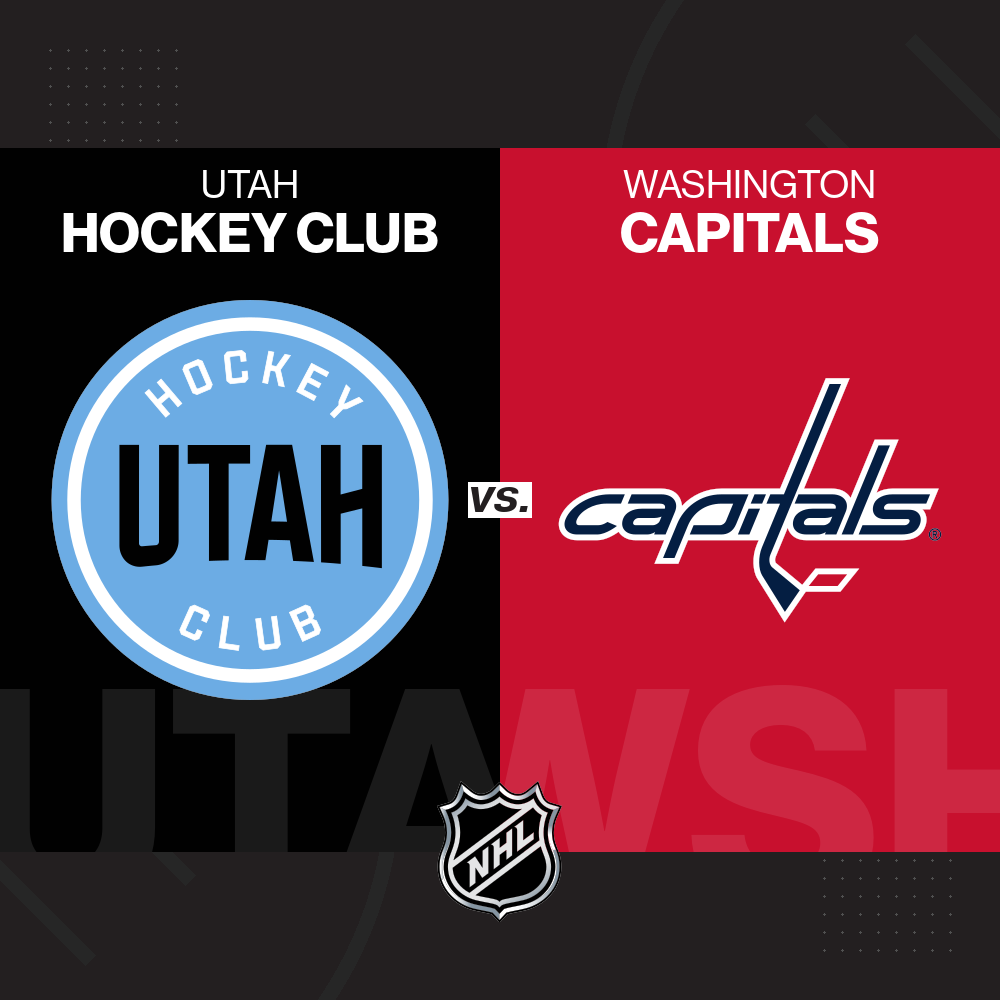 UTAH
HOCKEY CLUB
WASHINGTON
CAPITALS
HOCKEY
UTAH
CLUB
vs.
capitals
®
UTA
WSH
NHL